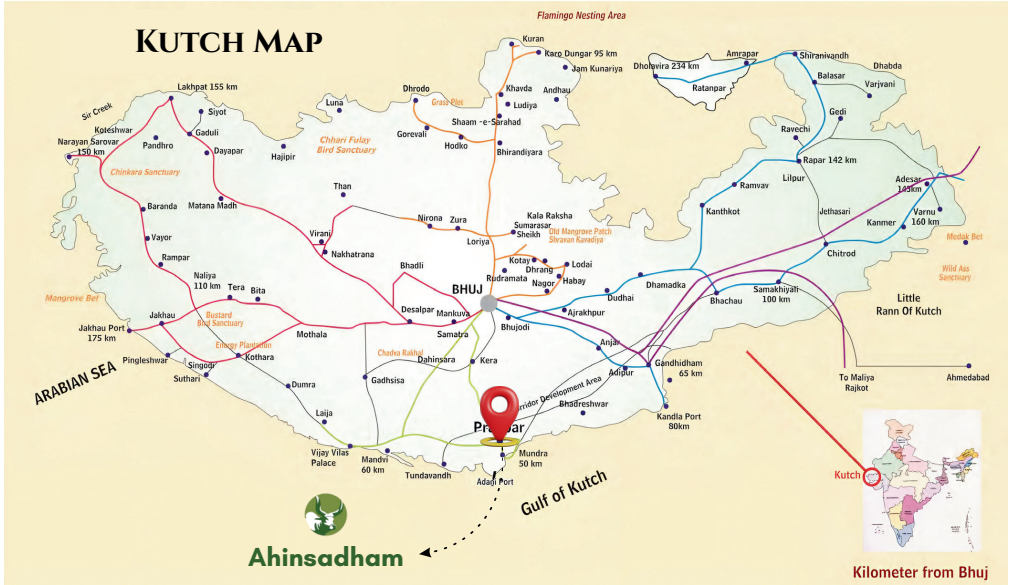 KUTCH MAP
Flamingo Nesting Area
Kuran
Karo Dungar 95 km
Jam Kunariya
Dholavira 234 km
Amrapar
Ratanpar
Shiranivandh
Dhabda
Balasar
Varjvani
Lakhpat 155 km
Sir Creek
Siyot
Koteshwar
Gaduli
Narayan Sarovar
150 km
Pandhro
Dayapar
Chinkara Sanctuary
Luna
Hajipir
Chhari Fulay
Bird Sanctuary
Dhrodo
Grass Plot
Gorevali
Hodko
Khavda
Ludiya
Andhau
Shaam -e-Sarahad
Bhirandiyara
Gedi
Ravechi
Rapar 142 km
Lilpur
Adesar
145km
Varnu
160 km
Kanmer
Jethasari
Chitrod
Medak Bet
Wild Ass
Sanctuary
Ramvav
Kanthkot
Baranda
Matana Madh
Than
Vayor
Virani
Nakhatrana
Nirona
Zura
Loriya
Kala Raksha
Sumarasar
Sheikh
Old Mangrove Patch
Shravan Kavadiya
Rampar
Naliya
110 km
Tera
Bita
Bhadli
Kotay
Rudramata
Dhrang
Lodai
Habay
Nagor
BHUJ
Dhamadka
Dudhai
Bhachau
Samakhiyali
100 km
Little
Rann Of Kutch
Mangrove Bet
Jakhau
Bustard
Bird Sanctuary
Jakhau Port
175 km
Mothala
Desalpar
Mankuva
Samatra
Bhujodi
Ajrakhpur
Energy Plantation
Pingleshwar
Kothara
Singodi
Suthari
Chadva Rakhal
Dahinsara
Kera
Anjar
Adipur
Gandhidham
65 km
To Maliya
Rajkot
Ahmedabad
ARABIAN SEA
Dumra
Gadhsisa
rridor Development Area
Bhadreshwar
Kandla Port
80km
Laija
Vijay Vilas
Palace
Mandvi
60 km
Tundavandh
Mundra
50 km
Gulf of Kutch
Kutch
Ahinsadham
Kilometer from Bhuj